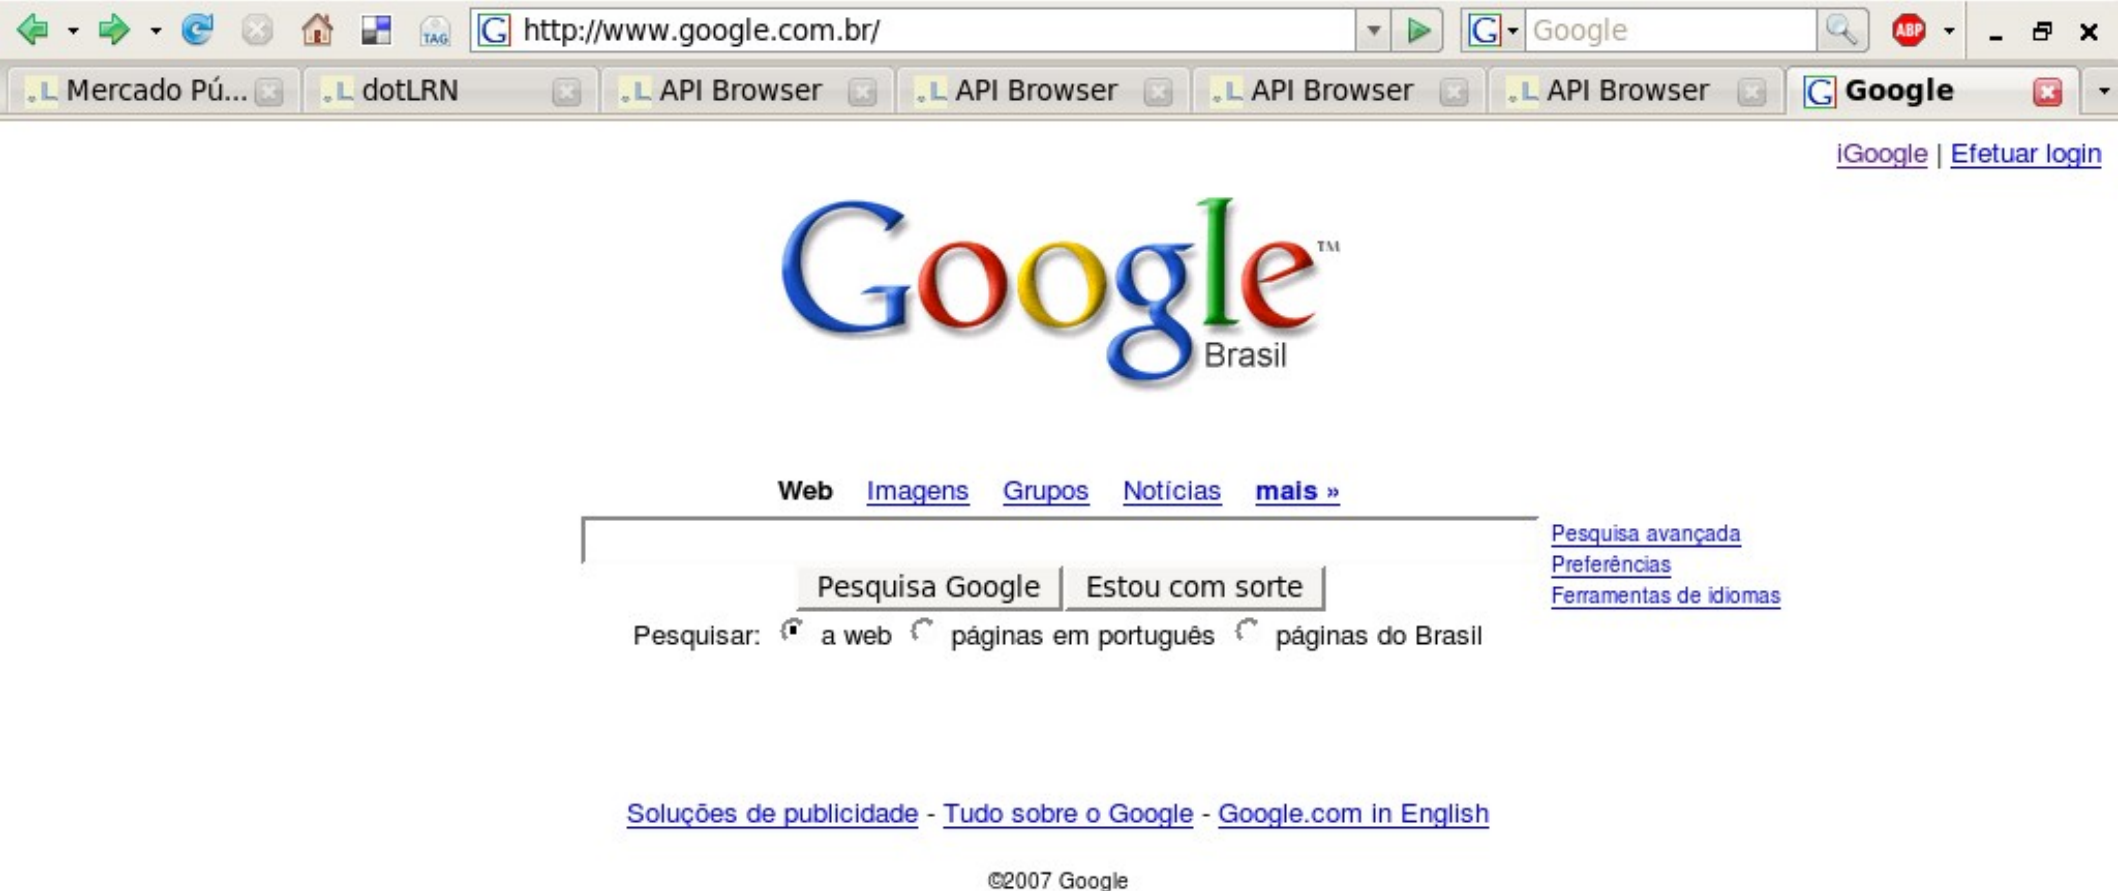 TAG G http://www.google.com.br/ G Google ABP
.L Mercado Pú... .L dotLRN .L API Browser .L API Browser .L API Browser .L API Browser G Google
iGoogle | Efetuar login
Google™
Brasil
Web Imagens Grupos Notícias mais »
Pesquisa avançada
Preferências
Ferramentas de idiomas
Pesquisa Google Estou com sorte
Pesquisar: a web páginas em português páginas do Brasil
Soluções de publicidade - Tudo sobre o Google - Google.com in English
©2007 Google